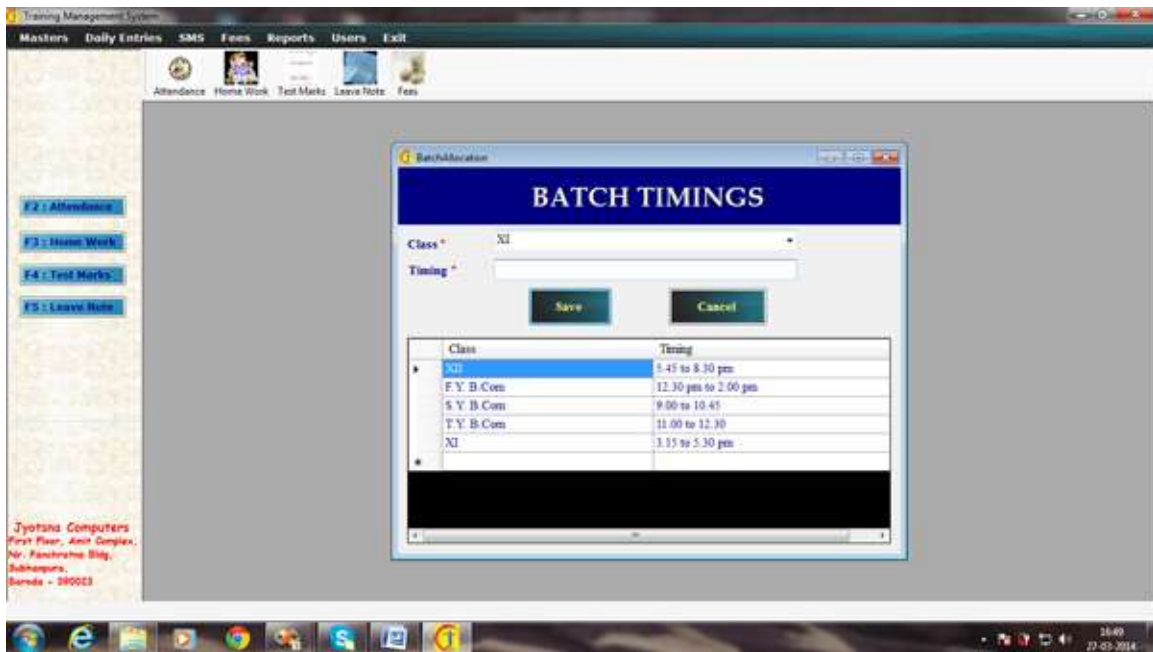 Training Management System
Masters Daily Entries SMS Fees Reports Users Exit
Attendance Home Work Test Marks Leave Note Fees
BatchAllocation
BATCH TIMINGS
F2 : Attendance
F3 : Home Work
F4 : Test Marks
F5 : Leave Note
Class * XI
Timing *
Save Cancel
Class Timing
XII 5.45 to 8.30 pm
F.Y. B.Com 12.30 pm to 2.00 pm
S.Y. B.Com 9.00 to 10.45
T.Y. B.Com 11.00 to 12.30
XI 3.15 to 5.30 pm
Jyotsna Computers
First Floor, Amit Complex,
Nr. Panchratna Bldg,
Subhanpura,
Baroda - 390023
16:49
27-03-2014